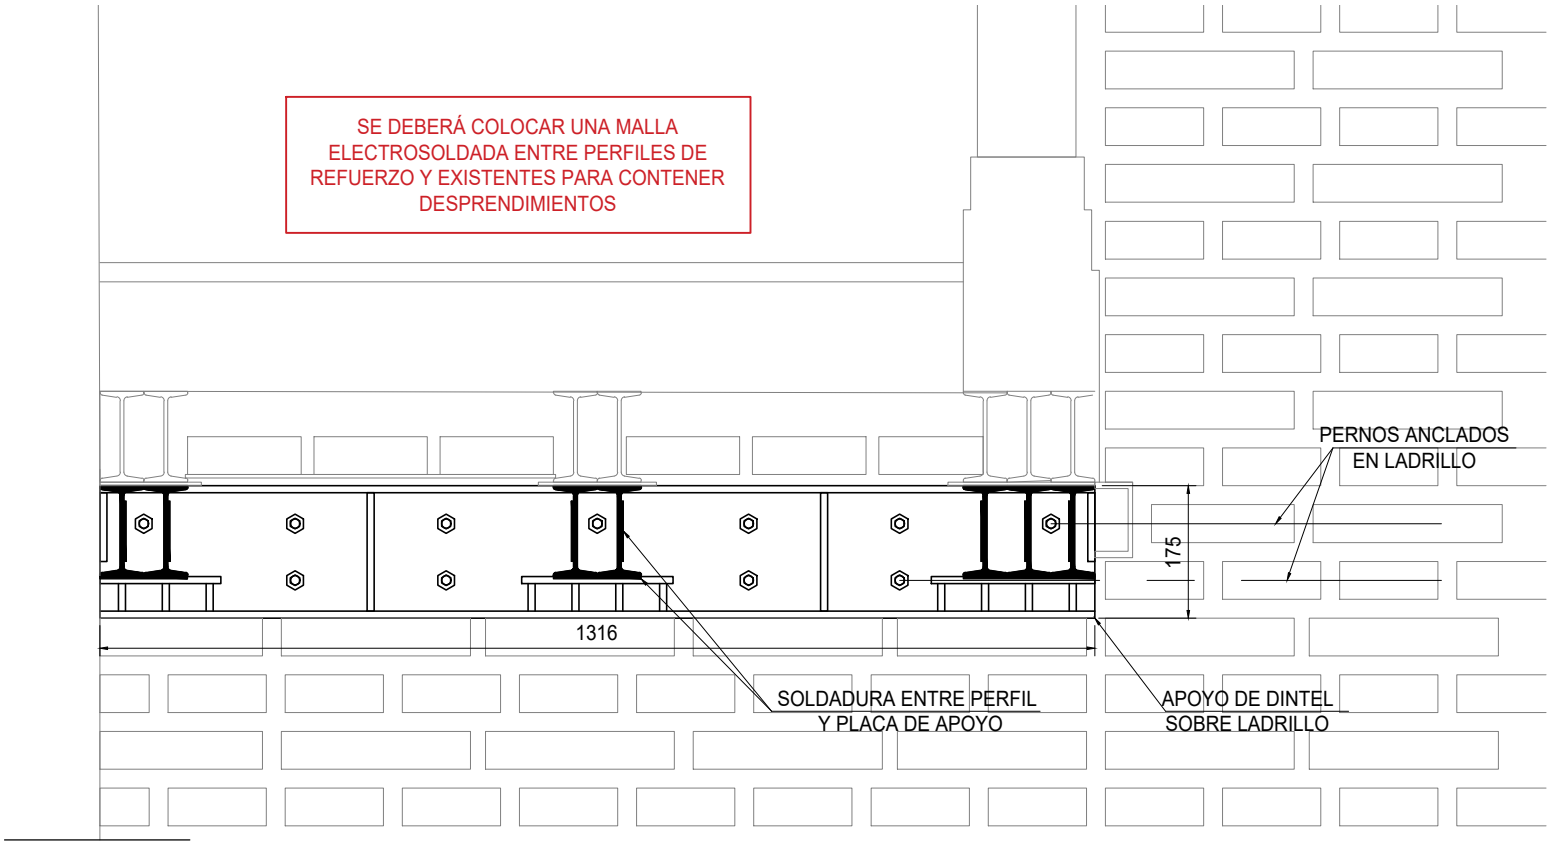 SE DEBERÁ COLOCAR UNA MALLA
ELECTROSOLDADA ENTRE PERFILES DE
REFUERZO Y EXISTENTES PARA CONTENER
DESPRENDIMIENTOS
PERNOS ANCLADOS
EN LADRILLO
175
1316
SOLDADURA ENTRE PERFIL
Y PLACA DE APOYO
APOYO DE DINTEL
SOBRE LADRILLO